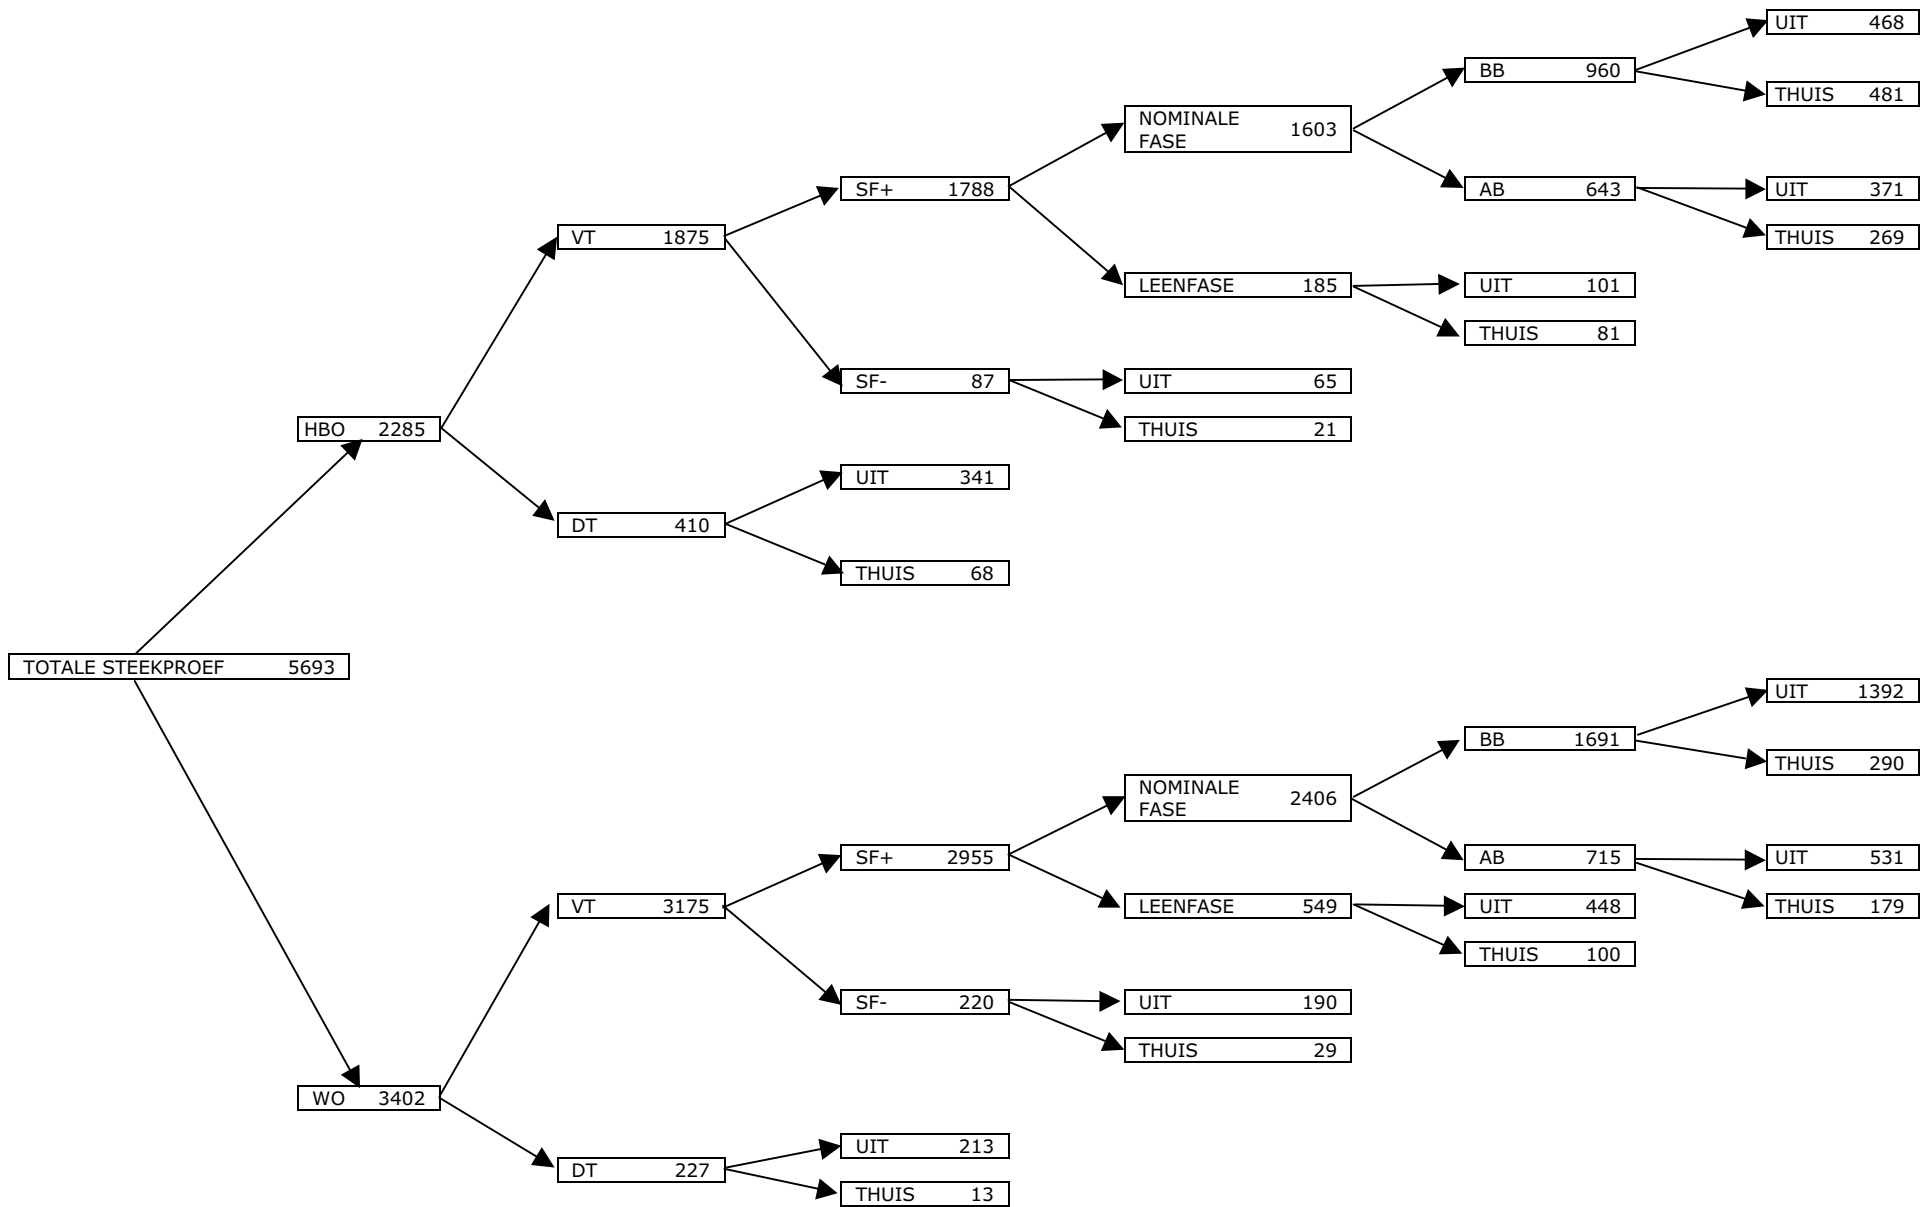 UIT 468
BB 960
THUIS 481
NOMINALE
FASE 1603
SF+ 1788
AB 643
UIT 371
VT 1875
THUIS 269
LEENFASE 185
UIT 101
THUIS 81
SF- 87
UIT 65
HBO 2285
THUIS 21
UIT 341
DT 410
THUIS 68
TOTALE STEEKPROEF 5693
UIT 1392
BB 1691
THUIS 290
NOMINALE
FASE 2406
SF+ 2955
AB 715
UIT 531
VT 3175
LEENFASE 549
UIT 448
THUIS 179
THUIS 100
SF- 220
UIT 190
THUIS 29
WO 3402
UIT 213
DT 227
THUIS 13